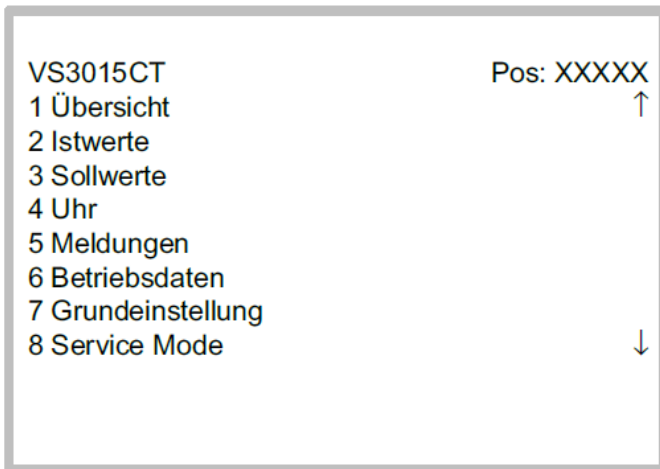 VS3015CT Pos: XXXXX
1 Übersicht ↑
2 Istwerte
3 Sollwerte
4 Uhr
5 Meldungen
6 Betriebsdaten
7 Grundeinstellung
8 Service Mode ↓